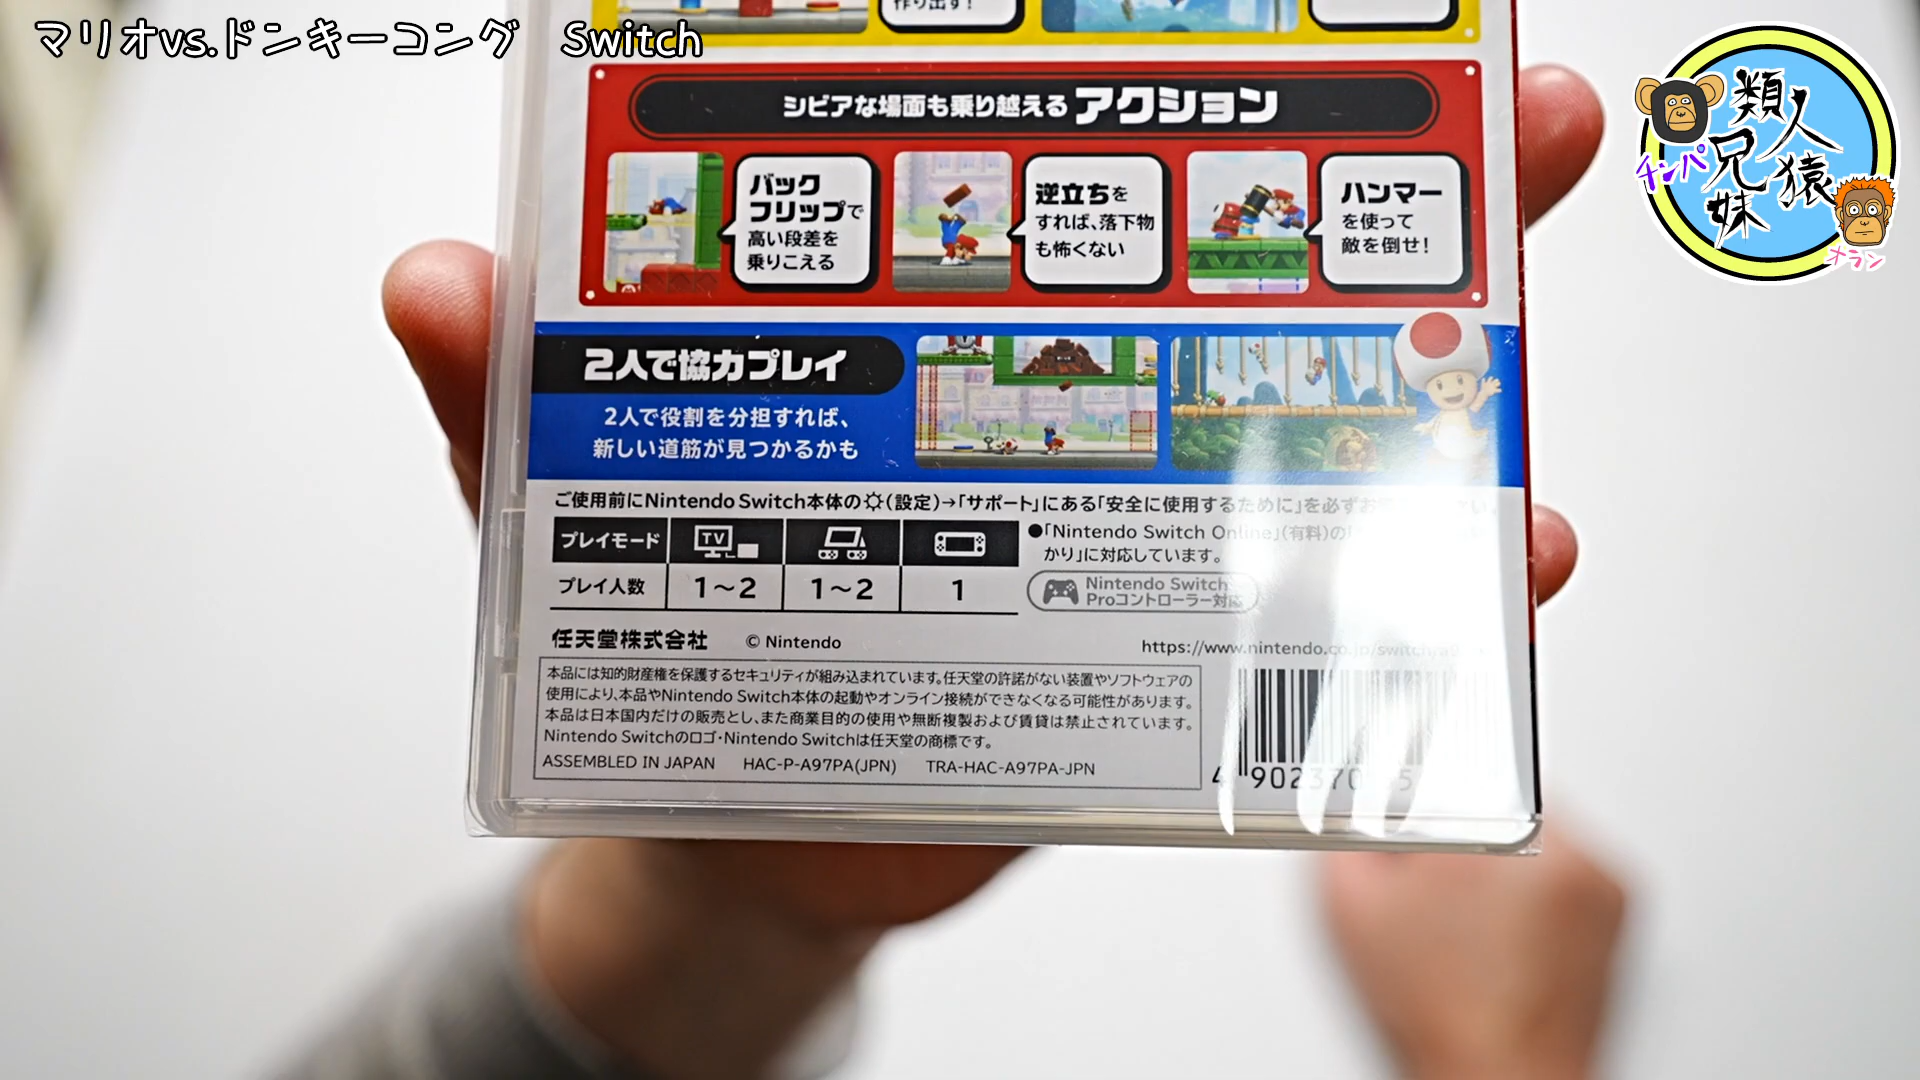 マリオvs.ドンキーコング Switch
類人猿
兄妹
チンパ
オラン
作り出す!
シビアな場面も乗り越えるアクション
バック
フリップで
高い段差を
乗りこえる
逆立ちを
すれば、落下物
も怖くない
ハンマー
を使って
敵を倒せ!
2人で協力プレイ
2人で役割を分担すれば、
新しい道筋が見つかるかも
ご使用前にNintendo Switch本体の(設定)→「サポート」にある「安全に使用するために」を必ずお
プレイモード TV
プレイ人数 1〜2 1〜2 1
●「Nintendo Switch Online」(有料)の「
かり」に対応しています。
Nintendo Switch
Proコントローラー対応
任天堂株式会社 © Nintendo
https://www.nintendo.co.jp/switch/a9
本品には知的財産権を保護するセキュリティが組み込まれています。任天堂の許諾がない装置やソフトウェアの
使用により、本品やNintendo Switch本体の起動やオンライン接続ができなくなる可能性があります。
本品は日本国内だけの販売とし、また商業目的の使用や無断複製および賃貸は禁止されています。
Nintendo Switchのロゴ・Nintendo Switchは任天堂の商標です。
ASSEMBLED IN JAPAN HAC-P-A97PA(JPN) TRA-HAC-A97PA-JPN
4 902370 5